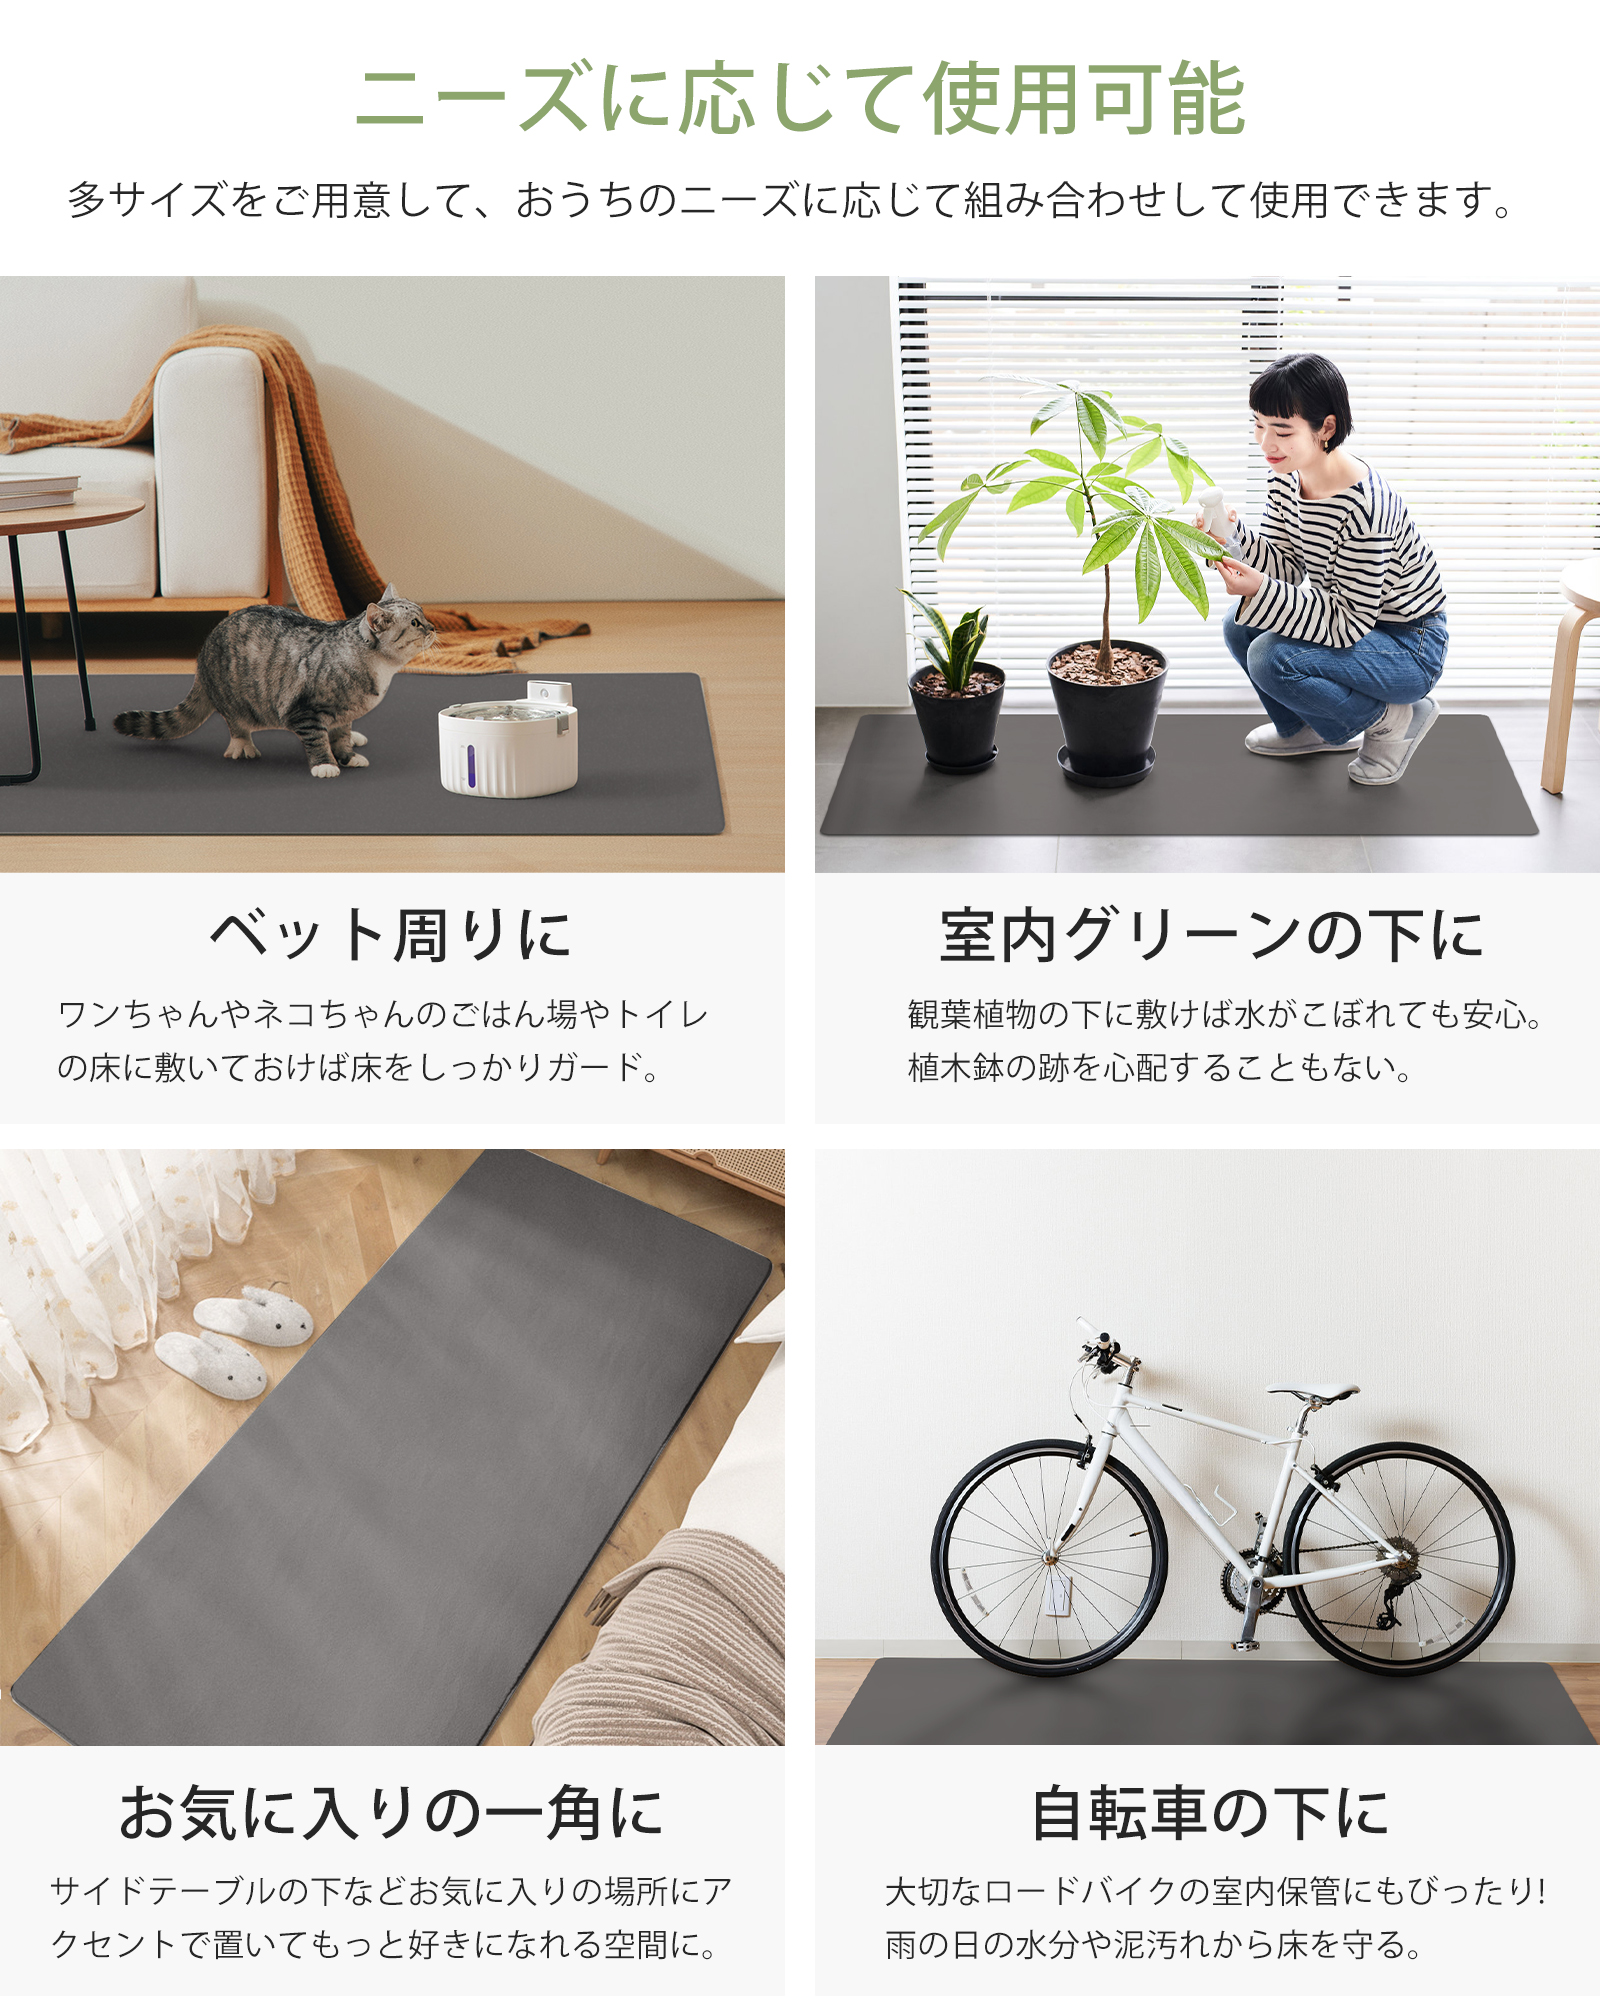 ニーズに応じて使用可能
多サイズをご用意して、おうちのニーズに応じて組み合わせして使用できます。
ベット周りに
ワンちゃんやネコちゃんのごはん場やトイレ
の床に敷いておけば床をしっかりガード。
室内グリーンの下に
観葉植物の下に敷けば水がこぼれても安心。
植木鉢の跡を心配することもない。
お気に入りの一角に
サイドテーブルの下などお気に入りの場所にア
クセントで置いてもっと好きになれる空間に。
自転車の下に
大切なロードバイクの室内保管にもぴったり!
雨の日の水分や泥汚れから床を守る。